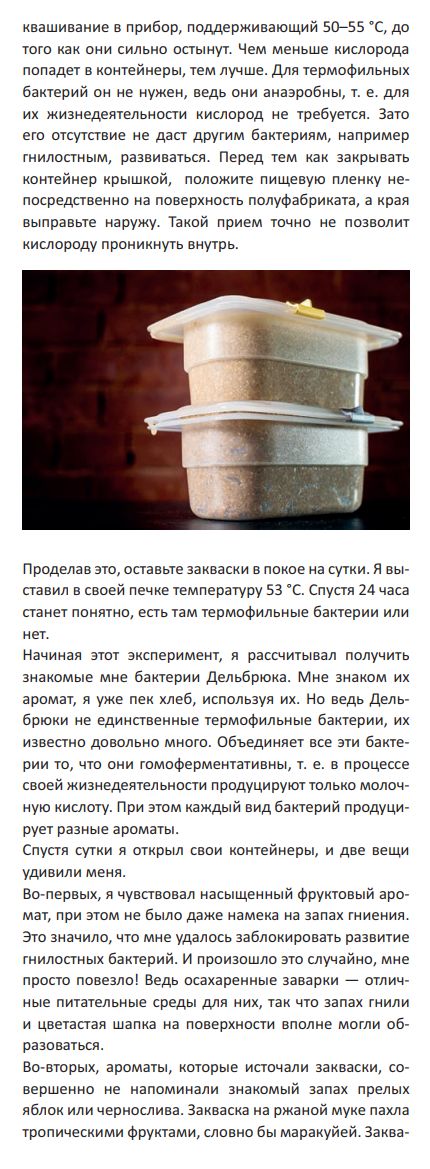 квашивание в прибор, поддерживающий 50–55 °C, до
того как они сильно остынут. Чем меньше кислорода
попадет в контейнеры, тем лучше. Для термофильных
бактерий он не нужен, ведь они анаэробны, т. е. для
их жизнедеятельности кислород не требуется. Зато
его отсутствие не даст другим бактериям, например
гнилостным, развиваться. Перед тем как закрывать
контейнер крышкой, положите пищевую пленку не-
посредственно на поверхность полуфабриката, а края
выправьте наружу. Такой прием точно не позволит
кислороду проникнуть внутрь.
Проделав это, оставьте закваски в покое на сутки. Я вы-
ставил в своей печке температуру 53 °C. Спустя 24 часа
станет понятно, есть там термофильные бактерии или
нет.
Начиная этот эксперимент, я рассчитывал получить
знакомые мне бактерии Дельбрюка. Мне знаком их
аромат, я уже пек хлеб, используя их. Но ведь Дель-
брюки не единственные термофильные бактерии, их
известно довольно много. Объединяет все эти бакте-
рии то, что они гомоферментативны, т. е. в процессе
своей жизнедеятельности продуцируют только молоч-
ную кислоту. При этом каждый вид бактерий продуци-
рует разные ароматы.
Спустя сутки я открыл свои контейнеры, и две вещи
удивили меня.
Во-первых, я чувствовал насыщенный фруктовый аро-
мат, при этом не было даже намека на запах гниения.
Это значило, что мне удалось заблокировать развитие
гнилостных бактерий. И произошло это случайно, мне
просто повезло! Ведь осахаренные заварки — отлич-
ные питательные среды для них, так что запах гнили
и цветастая шапка на поверхности вполне могли об-
разоваться.
Во-вторых, ароматы, которые источали закваски, со-
вершенно не напоминали знакомый запах прелых
яблок или чернослива. Закваска на ржаной муке пахла
тропическими фруктами, словно бы маракуйей. Заква-